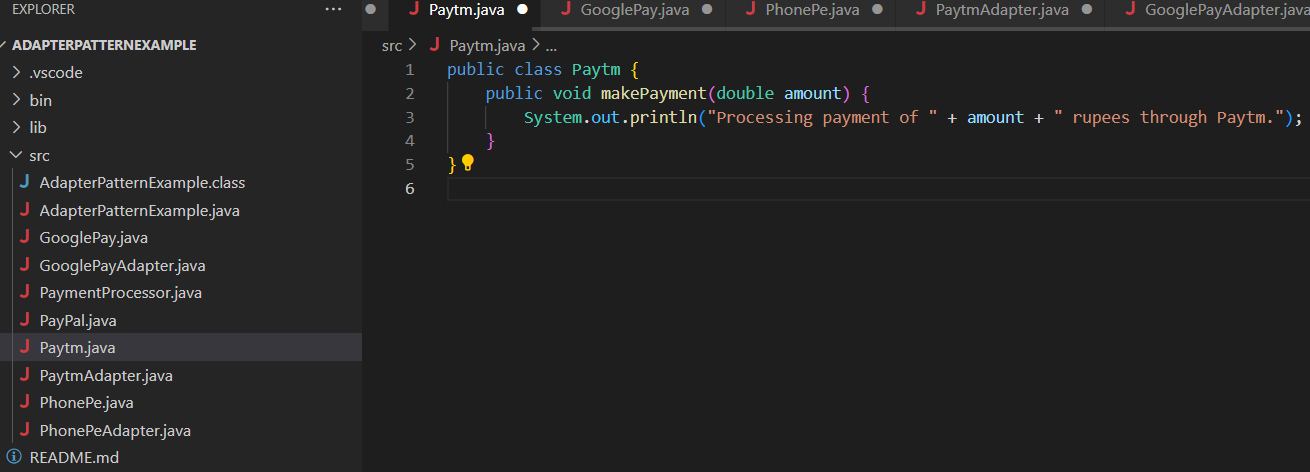 EXPLORER ...
Paytm.java GooglePay.java PhonePe.java PaytmAdapter.java GooglePayAdapter.java
ADAPTERPATTERNEXAMPLE
src > J Paytm.java > ...
.vscode
bin
lib
src
AdapterPatternExample.class
AdapterPatternExample.java
GooglePay.java
GooglePayAdapter.java
PaymentProcessor.java
PayPal.java
Paytm.java
PaytmAdapter.java
PhonePe.java
PhonePeAdapter.java
README.md
1 public class Paytm {
2 public void makePayment(double amount) {
3 System.out.println("Processing payment of " + amount + " rupees through Paytm.");
4 }
5 }
6